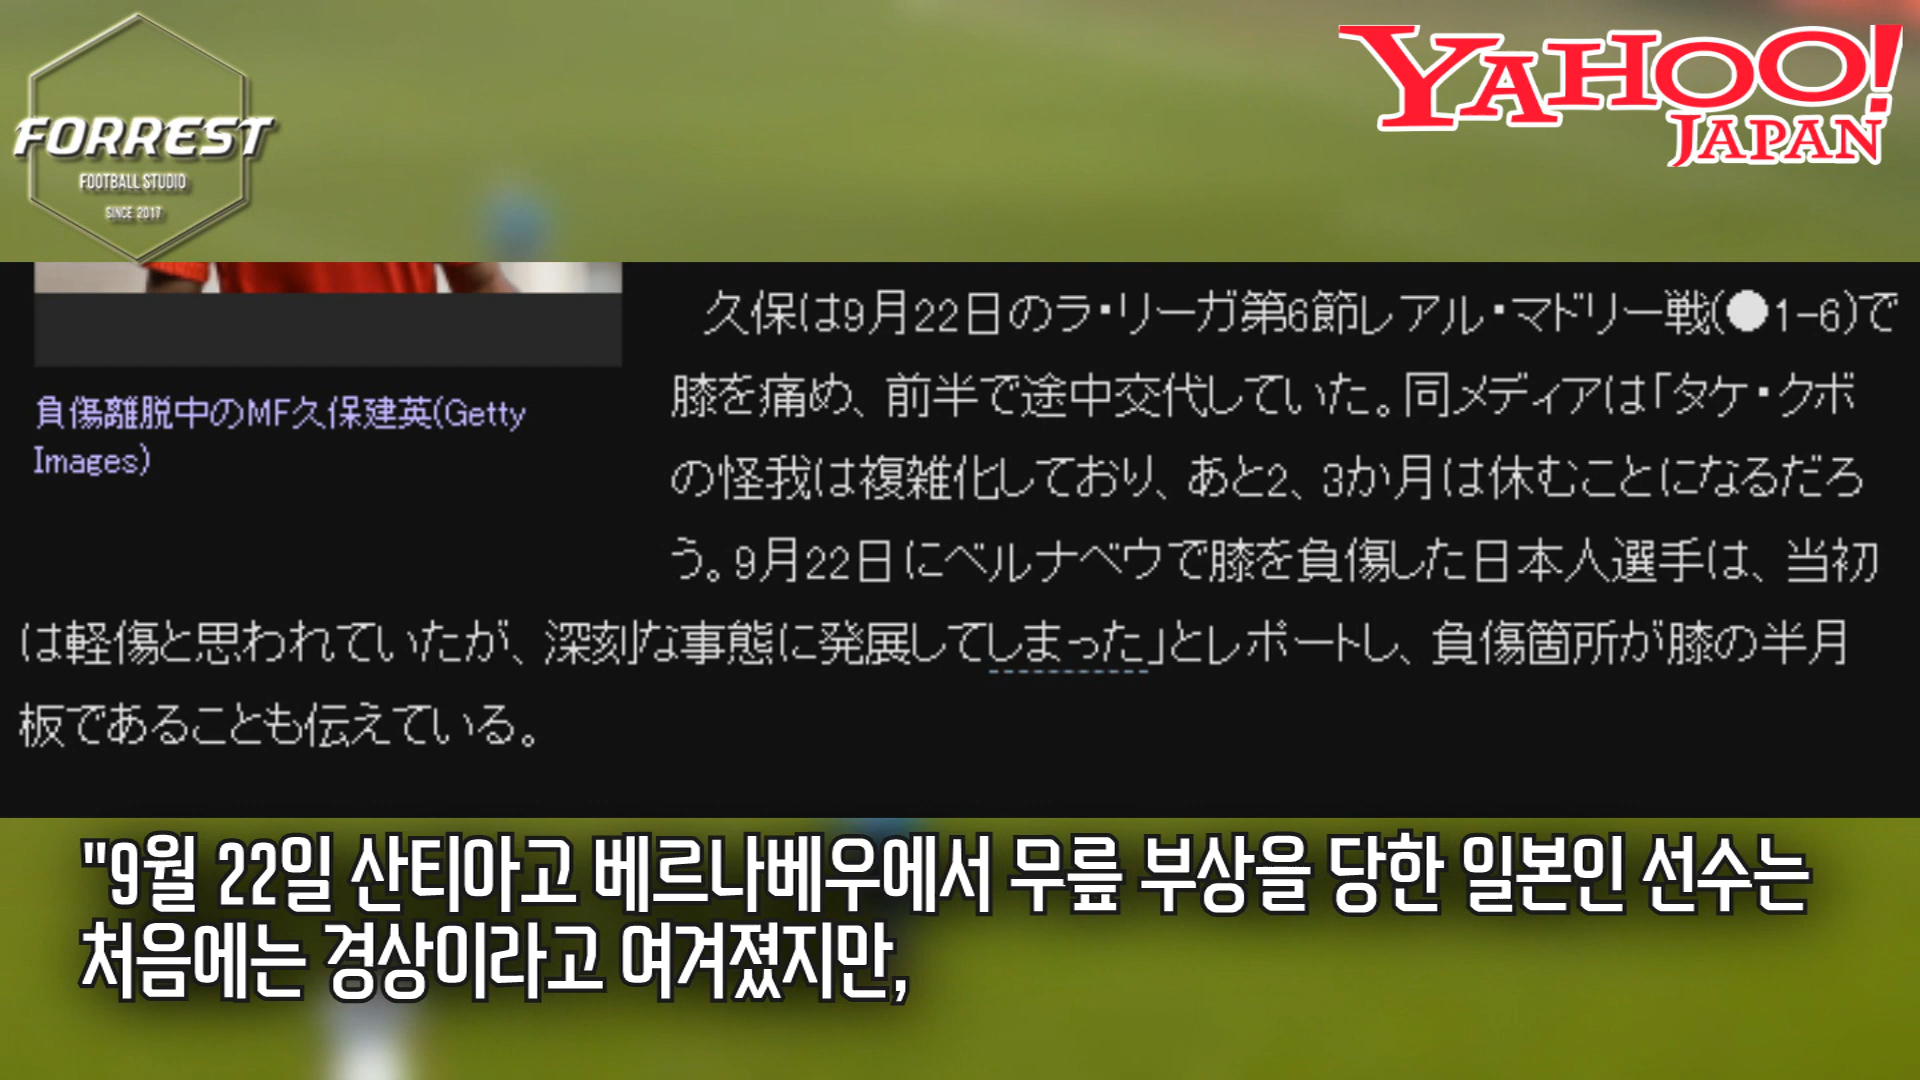 FORREST
FOOTBALL STUDIO
SINCE 2017
YAHOO!
JAPAN
負傷離脱中のMF久保建英(Getty
Images)
久保は9月22日のラ・リーガ第6節レアル・マドリー戦(●1-6)で
膝を痛め、前半で途中交代していた。同メディアは「タケ・クボ
の怪我は複雑化しており、あと2、3か月は休むことになるだろ
う。9月22日にベルナベウで膝を負傷した日本人選手は、当初
は軽傷と思われていたが、深刻な事態に発展してしまった」とレポートし、負傷箇所が膝の半月
板であることも伝えている。
"9월 22일 산티아고 베르나베우에서 무릎 부상을 당한 일본인 선수는
처음에는 경상이라고 여겨졌지만,